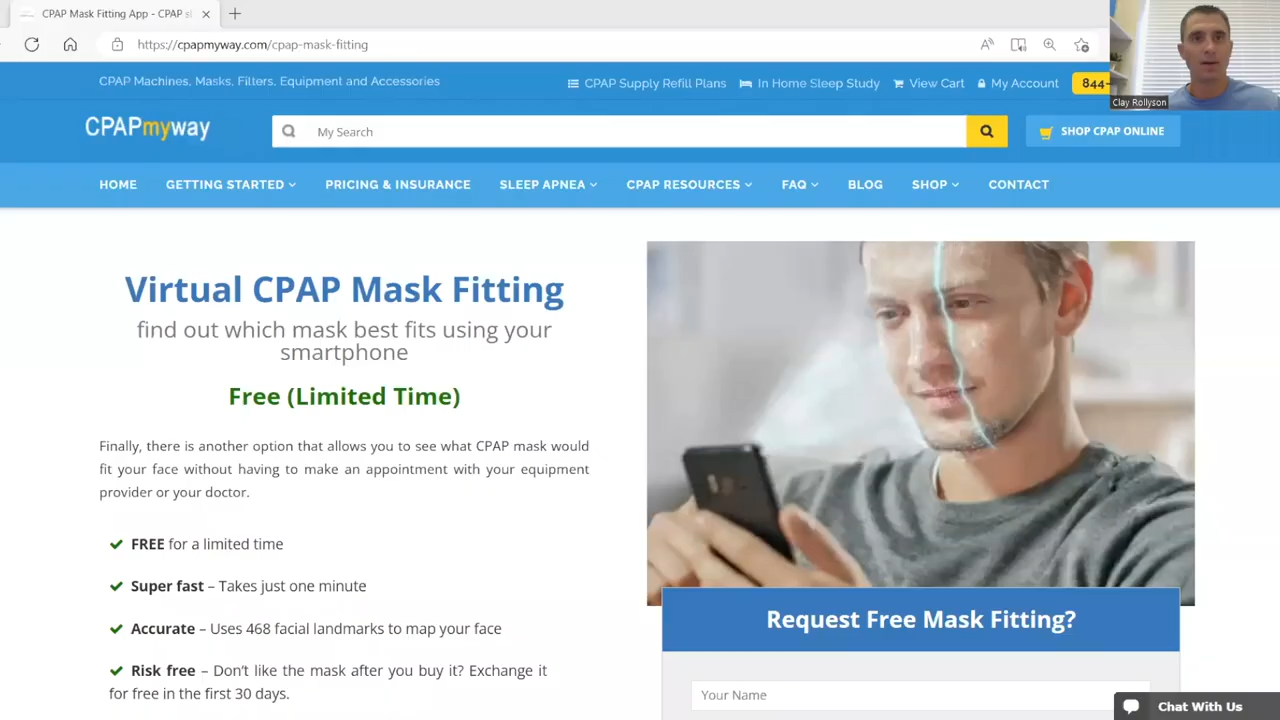 CPAP Mask Fitting App - CPAP s
https://cpapmyway.com/cpap-mask-fitting
Clay Rollyson
CPAP Machines, Masks, Filters, Equipment and Accessories
CPAP Supply Refill Plans
In Home Sleep Study
View Cart
My Account
844-
CPAPmyway
My Search
SHOP CPAP ONLINE
HOME
GETTING STARTED
PRICING & INSURANCE
SLEEP APNEA
CPAP RESOURCES
FAQ
BLOG
SHOP
CONTACT
Virtual CPAP Mask Fitting
find out which mask best fits using your
smartphone
Free (Limited Time)
Finally, there is another option that allows you to see what CPAP mask would
fit your face without having to make an appointment with your equipment
provider or your doctor.
FREE for a limited time
Super fast – Takes just one minute
Accurate – Uses 468 facial landmarks to map your face
Risk free – Don’t like the mask after you buy it? Exchange it
for free in the first 30 days.
Request Free Mask Fitting?
Your Name
Chat With Us